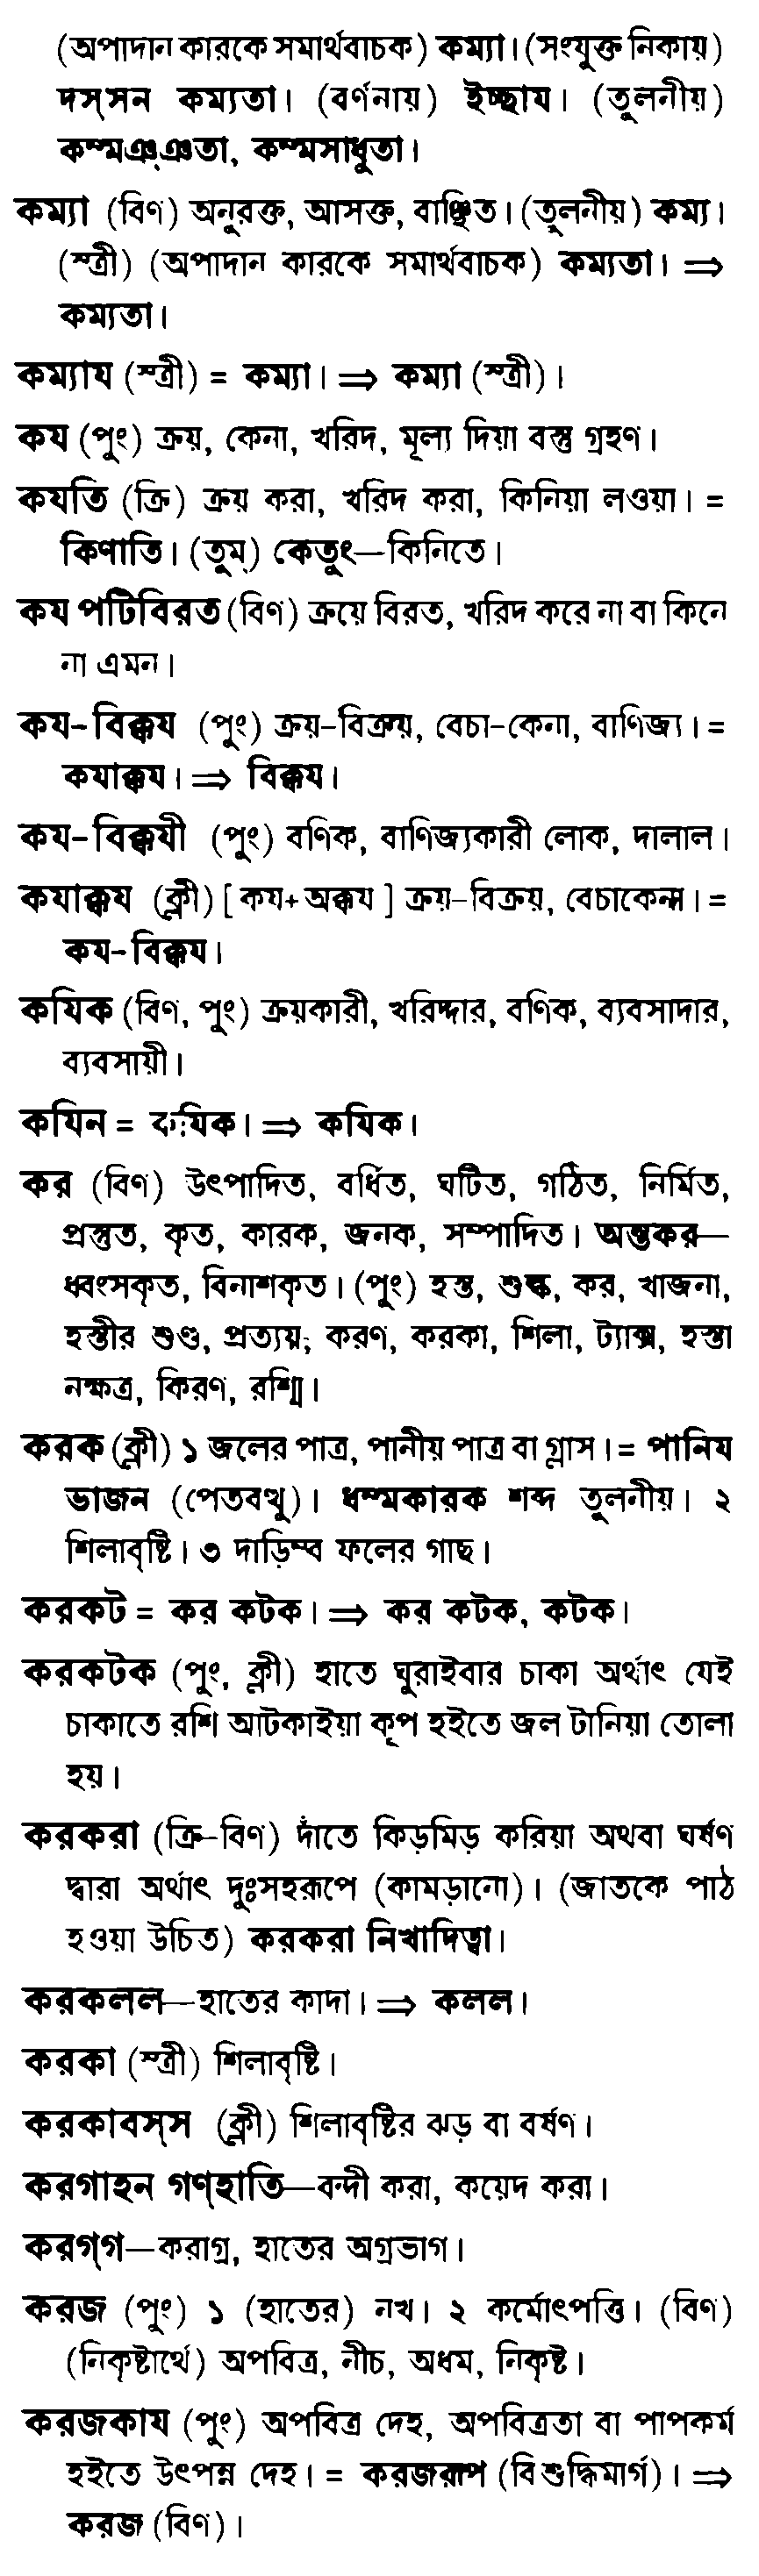 (অপাদান কারকে সমার্থবাচক) কম্যা। (সংযুক্ত নিকায়)
দস্সন কম্যতা। (বর্ণনায়) ইচ্ছায। (তুলনীয়)
কম্মঞ্ঞতা, কম্মসাধুতা।
কম্যা (বিণ) অনুরক্ত, আসক্ত, বাঞ্ছিত। (তুলনীয়) কম্য।
(স্ত্রী) (অপাদান কারকে সমার্থবাচক) কম্যতা। ⇒
কম্যতা।
কম্যায (স্ত্রী) = কম্যা। ⇒ কম্যা (স্ত্রী)।
কয (পুং) ক্রয়, কেনা, খরিদ, মূল্য দিয়া বস্তু গ্রহণ।
কযতি (ক্রি) ক্রয় করা, খরিদ করা, কিনিয়া লওয়া। =
কিণাতি। (তুম্) কেতুং—কিনিতে।
কয পটিবিরত (বিণ) ক্রয়ে বিরত, খরিদ করে না বা কিনে
না এমন।
কয-বিক্কয (পুং) ক্রয়-বিক্রয়, বেচা-কেনা, বাণিজ্য। =
কযাক্কয। ⇒ বিক্কয।
কয-বিক্কযী (পুং) বণিক, বাণিজ্যকারী লোক, দালাল।
কযাক্কয (ক্লী) [ কয+অক্কয ] ক্রয়-বিক্রয়, বেচাকেনা। =
কয-বিক্কয।
কযিক (বিণ, পুং) ক্রয়কারী, খরিদ্দার, বণিক, ব্যবসাদার,
ব্যবসায়ী।
কযিন = কযিক। ⇒ কযিক।
কর (বিণ) উৎপাদিত, বর্ধিত, ঘটিত, গঠিত, নির্মিত,
প্রস্তুত, কৃত, কারক, জনক, সম্পাদিত। অন্তকর—
ধ্বংসকৃত, বিনাশকৃত। (পুং) হস্ত, শুল্ক, কর, খাজনা,
হস্তীর শুণ্ড, প্রত্যয়; করণ, করকা, শিলা, ট্যাক্স, হস্তা
নক্ষত্র, কিরণ, রশ্মি।
করক (ক্লী) ১ জলের পাত্র, পানীয় পাত্র বা গ্লাস। = পানিয
ভাজন (পেতবত্থু)। ধম্মকারক শব্দ তুলনীয়। ২
শিলাবৃষ্টি। ৩ দাড়িম্ব ফলের গাছ।
করকট = কর কটক। ⇒ কর কটক, কটক।
করকটক (পুং, ক্লী) হাতে ঘুরাইবার চাকা অর্থাৎ যেই
চাকাতে রশি আটকাইয়া কূপ হইতে জল টানিয়া তোলা
হয়।
করকরা (ক্রি-বিণ) দাঁতে কিড়মিড় করিয়া অথবা ঘর্ষণ
দ্বারা অর্থাৎ দুঃসহরূপে (কামড়ানো)। (জাতকে পাঠ
হওয়া উচিত) করকরা নিখাদিত্বা।
করকলল—হাতের কাদা। ⇒ কলল।
করকা (স্ত্রী) শিলাবৃষ্টি।
করকাবস্স (ক্লী) শিলাবৃষ্টির ঝড় বা বর্ষণ।
করগাহন গণ্হাতি—বন্দী করা, কয়েদ করা।
করগ্গ—করাগ্র, হাতের অগ্রভাগ।
করজ (পুং) ১ (হাতের) নখ। ২ কর্মোৎপত্তি। (বিণ)
(নিকৃষ্টার্থে) অপবিত্র, নীচ, অধম, নিকৃষ্ট।
করজকায (পুং) অপবিত্র দেহ, অপবিত্রতা বা পাপকর্ম
হইতে উৎপন্ন দেহ। = করজরূপ (বিশুদ্ধিমার্গ)। ⇒
করজ (বিণ)।